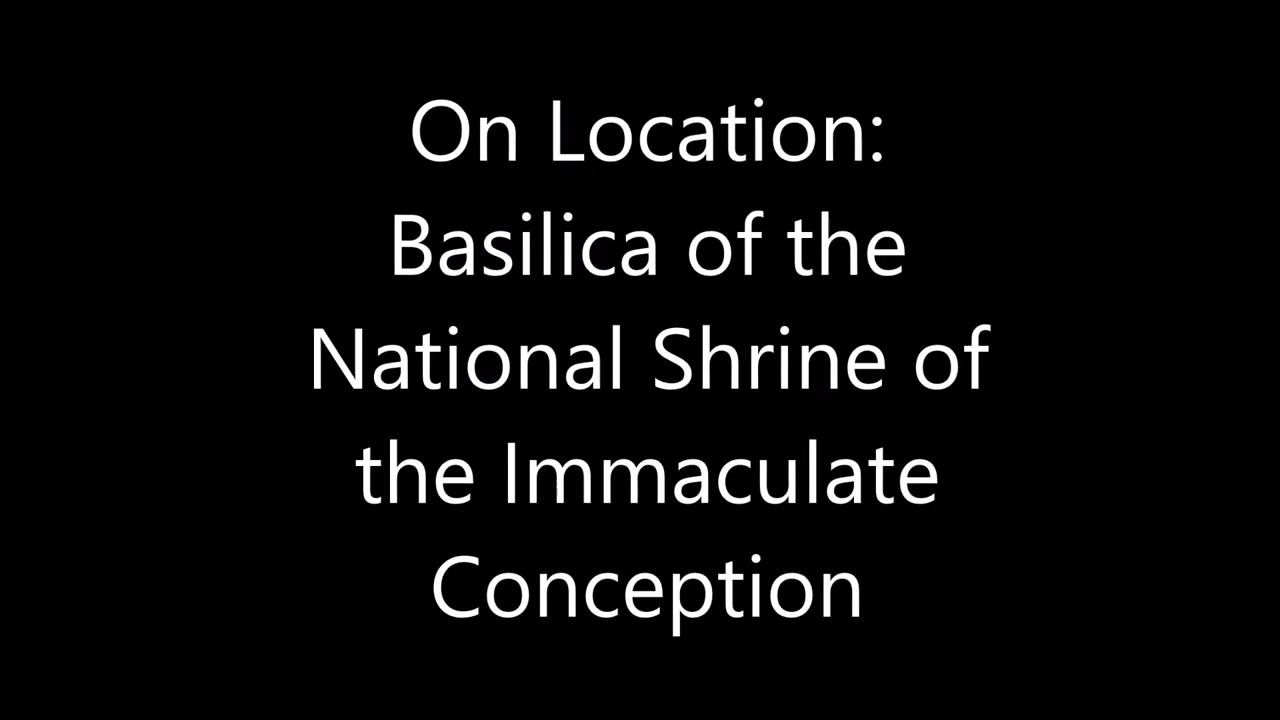 On Location:
Basilica of the
National Shrine of
the Immaculate
Conception